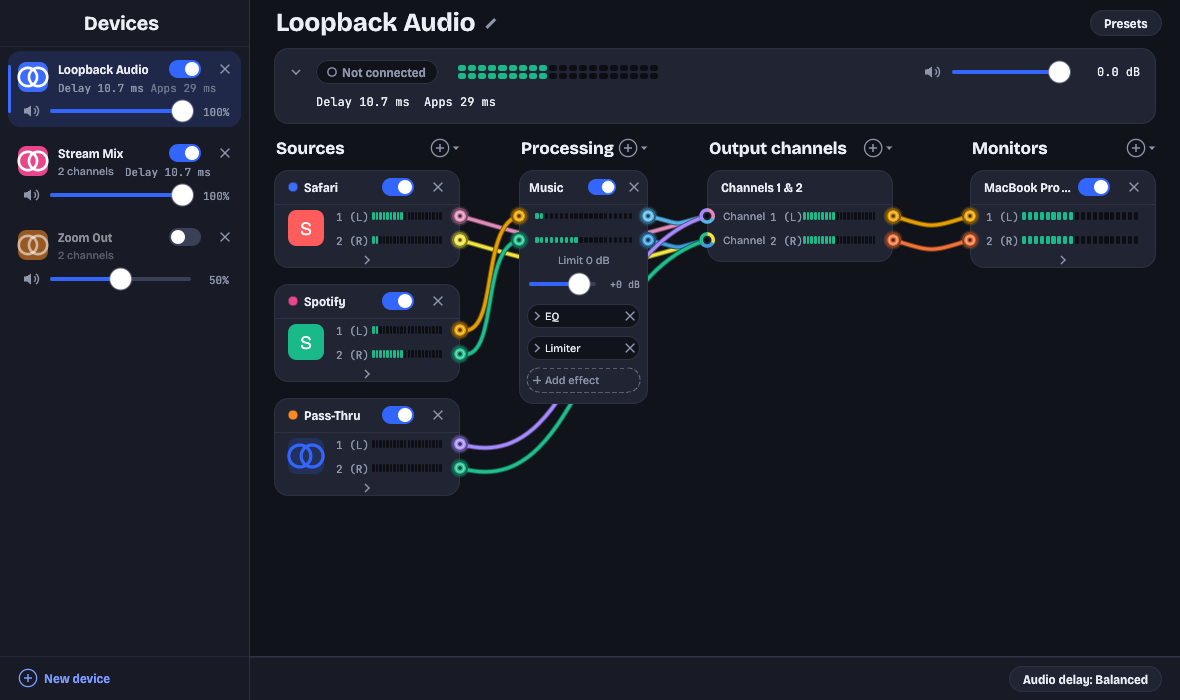 Devices
Loopback Audio
Delay 10.7 ms Apps 29 ms
100%
Stream Mix
2 channels Delay 10.7 ms
100%
Zoom Out
2 channels
50%
New device
Loopback Audio
Presets
Not connected
0.0 dB
Delay 10.7 ms Apps 29 ms
Sources
Safari
S
1 (L)
2 (R)
Spotify
S
1 (L)
2 (R)
Pass-Thru
1 (L)
2 (R)
Processing
Music
Limit 0 dB
+0 dB
EQ
Limiter
+ Add effect
Output channels
Channels 1 & 2
Channel 1 (L)
Channel 2 (R)
Monitors
MacBook Pro ...
1 (L)
2 (R)
Audio delay: Balanced